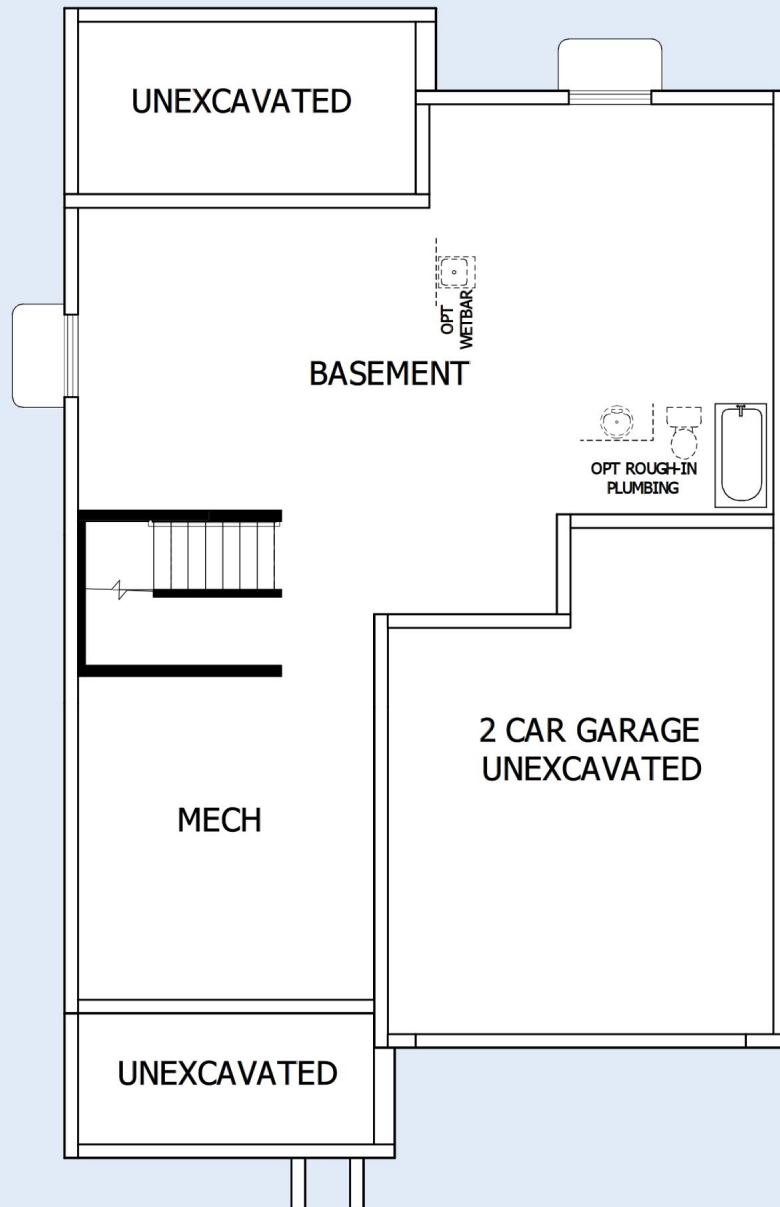 UNEXCAVATED
OPT
WETBAR
BASEMENT
OPT ROUGH-IN
PLUMBING
2 CAR GARAGE
UNEXCAVATED
MECH
UNEXCAVATED